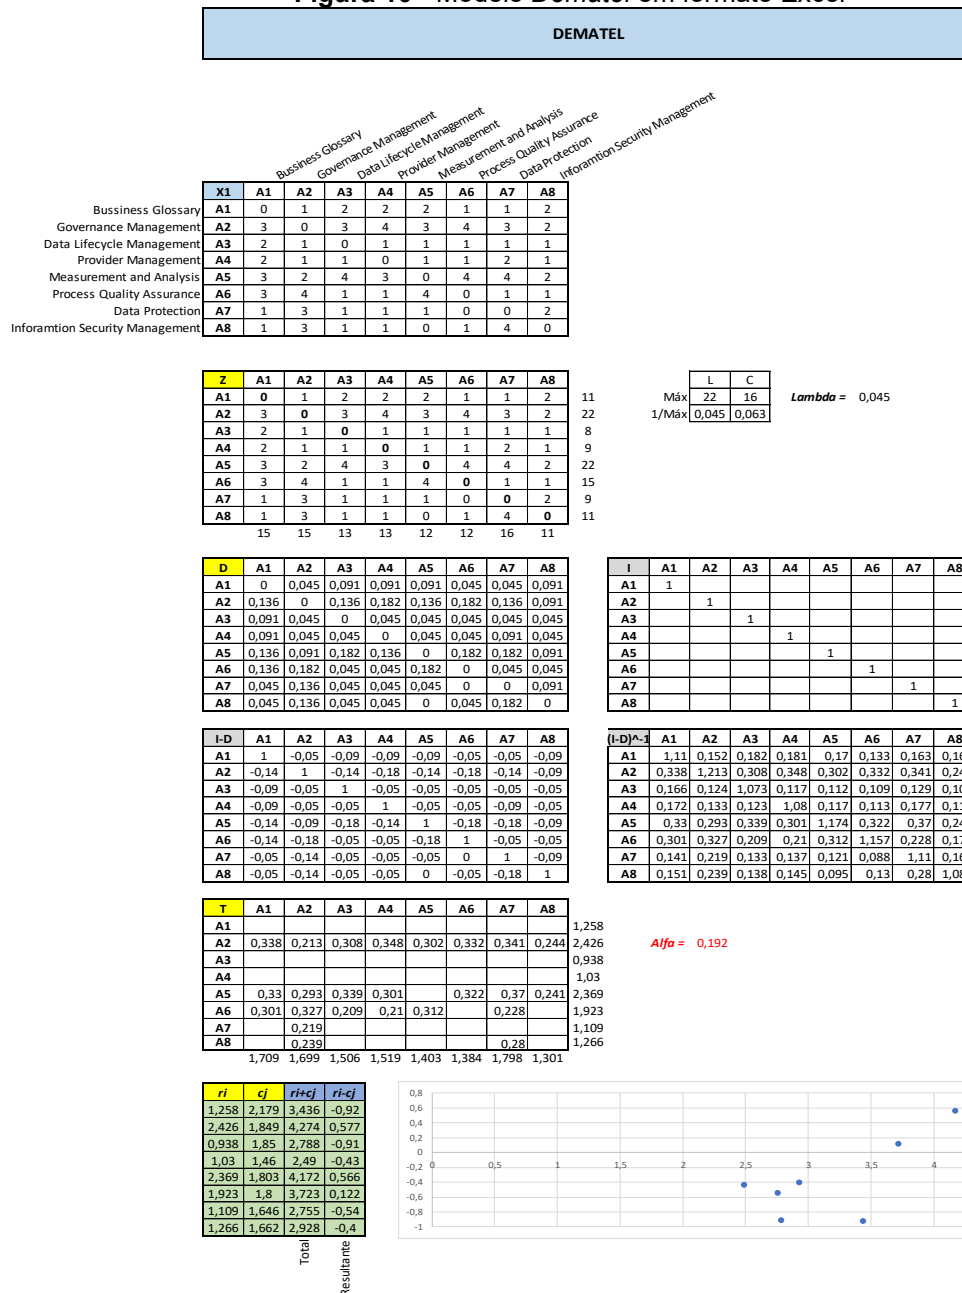 DEMATEL
Bussiness Glossary
Governance Management
Data Lifecycle Management
Provider Management
Measurement and Analysis
Process Quality Assurance
Data Protection
Inforamtion Security Management
X1 A1 A2 A3 A4 A5 A6 A7 A8
Bussiness Glossary A1 0 1 2 2 2 1 1 2
Governance Management A2 3 0 3 4 3 4 3 2
Data Lifecycle Management A3 2 1 0 1 1 1 1 1
Provider Management A4 2 1 1 0 1 1 2 1
Measurement and Analysis A5 3 2 4 3 0 4 4 2
Process Quality Assurance A6 3 4 1 1 4 0 1 1
Data Protection A7 1 3 1 1 1 0 0 2
Inforamtion Security Management A8 1 3 1 1 0 1 4 0
Z A1 A2 A3 A4 A5 A6 A7 A8 L C
A1 0 1 2 2 2 1 1 2 11 Máx 22 16 Lambda = 0,045
A2 3 0 3 4 3 4 3 2 22 1/Máx 0,045 0,063
A3 2 1 0 1 1 1 1 1 8
A4 2 1 1 0 1 1 2 1 9
A5 3 2 4 3 0 4 4 2 22
A6 3 4 1 1 4 0 1 1 15
A7 1 3 1 1 1 0 0 2 9
A8 1 3 1 1 0 1 4 0 11
15 15 13 13 12 12 16 11
D A1 A2 A3 A4 A5 A6 A7 A8 I A1 A2 A3 A4 A5 A6 A7 A8
A1 0 0,045 0,091 0,091 0,091 0,045 0,045 0,091 A1 1
A2 0,136 0 0,136 0,182 0,136 0,182 0,136 0,091 A2 1
A3 0,091 0,045 0 0,045 0,045 0,045 0,045 0,045 A3 1
A4 0,091 0,045 0,045 0 0,045 0,045 0,091 0,045 A4 1
A5 0,136 0,091 0,182 0,136 0 0,182 0,182 0,091 A5 1
A6 0,136 0,182 0,045 0,045 0,182 0 0,045 0,045 A6 1
A7 0,045 0,136 0,045 0,045 0,045 0 0 0,091 A7 1
A8 0,045 0,136 0,045 0,045 0 0,045 0,182 0 A8 1
I-D A1 A2 A3 A4 A5 A6 A7 A8 (I-D)^-1 A1 A2 A3 A4 A5 A6 A7 A8
A1 1 -0,05 -0,09 -0,09 -0,09 -0,05 -0,05 -0,09 A1 1,11 0,152 0,182 0,181 0,17 0,133 0,163 0,16
A2 -0,14 1 -0,14 -0,18 -0,14 -0,18 -0,14 -0,09 A2 0,338 1,213 0,308 0,348 0,302 0,332 0,341 0,24
A3 -0,09 -0,05 1 -0,05 -0,05 -0,05 -0,05 -0,05 A3 0,166 0,124 1,073 0,117 0,112 0,109 0,129 0,10
A4 -0,09 -0,05 -0,05 1 -0,05 -0,05 -0,09 -0,05 A4 0,172 0,133 0,123 1,08 0,117 0,113 0,177 0,11
A5 -0,14 -0,09 -0,18 -0,14 1 -0,18 -0,18 -0,09 A5 0,33 0,293 0,339 0,301 1,174 0,322 0,37 0,24
A6 -0,14 -0,18 -0,05 -0,05 -0,18 1 -0,05 -0,05 A6 0,301 0,327 0,209 0,21 0,312 1,157 0,228 0,17
A7 -0,05 -0,14 -0,05 -0,05 -0,05 0 1 -0,09 A7 0,141 0,219 0,133 0,137 0,121 0,088 1,11 0,16
A8 -0,05 -0,14 -0,05 -0,05 0 -0,05 -0,18 1 A8 0,151 0,239 0,138 0,145 0,095 0,13 0,28 1,08
T A1 A2 A3 A4 A5 A6 A7 A8
A1 1,258
A2 0,338 0,213 0,308 0,348 0,302 0,332 0,341 0,244 2,426 Alfa = 0,192
A3 0,938
A4 1,03
A5 0,33 0,293 0,339 0,301 0,322 0,37 0,241 2,369
A6 0,301 0,327 0,209 0,21 0,312 0,228 1,923
A7 0,219 1,109
A8 0,239 0,28 1,266
1,709 1,699 1,506 1,519 1,403 1,384 1,798 1,301
ri cj ri+cj ri-cj
1,258 2,179 3,436 -0,92
2,426 1,849 4,274 0,577
0,938 1,85 2,788 -0,91
1,03 1,46 2,49 -0,43
2,369 1,803 4,172 0,566
1,923 1,8 3,723 0,122
1,109 1,646 2,755 -0,54
1,266 1,662 2,928 -0,4
Total
Resultante
0,8
0,6
0,4
0,2
0
-0,2 0 0,5 1 1,5 2 2,5 3 3,5 4
-0,4
-0,6
-0,8
-1